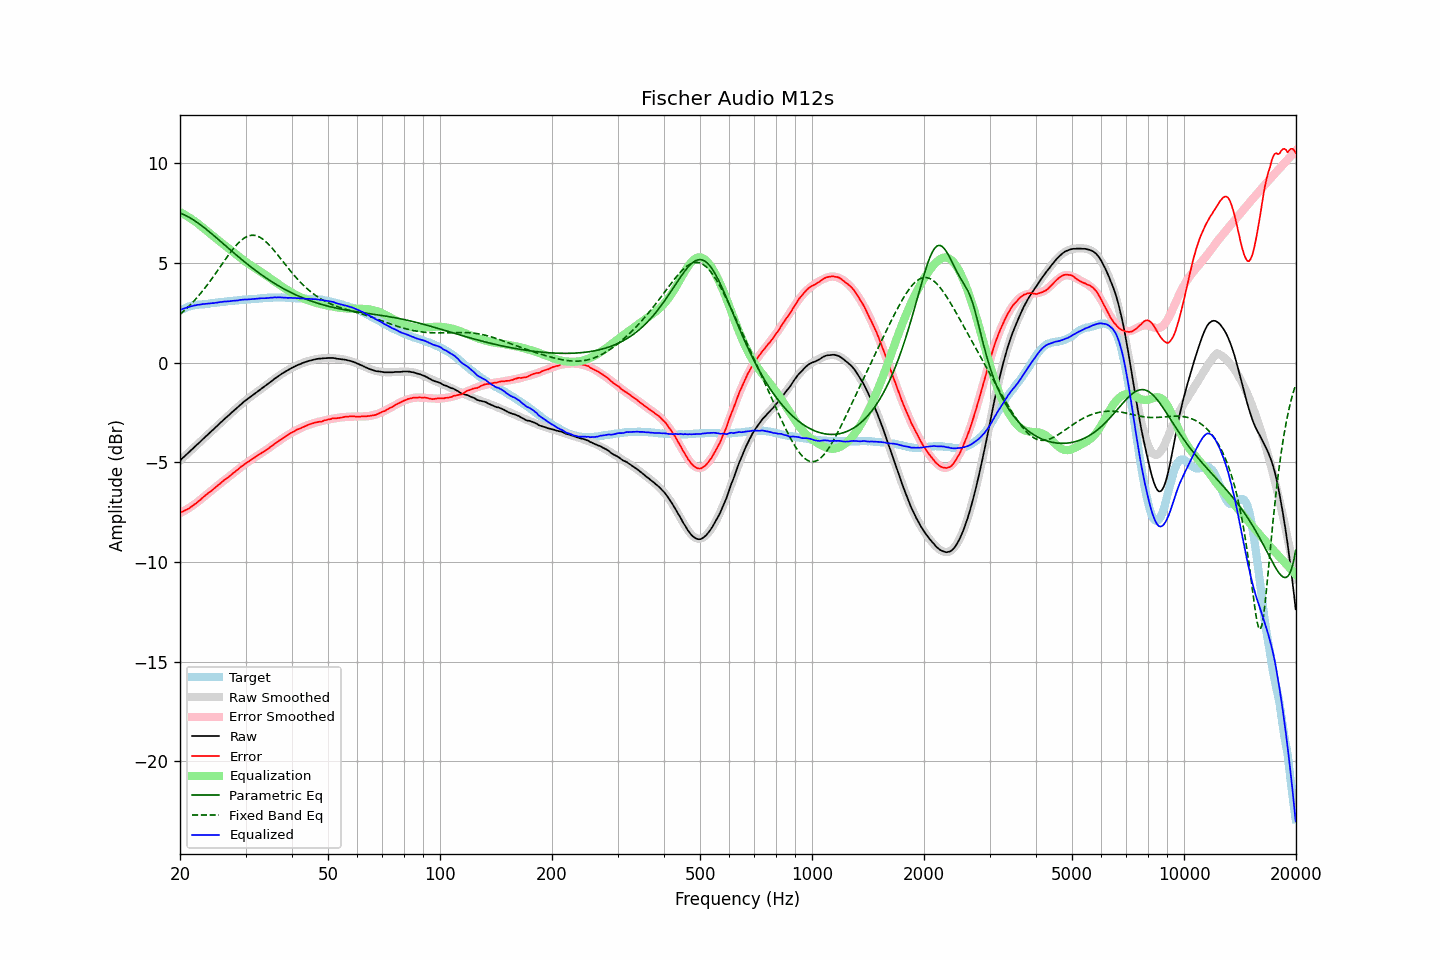 Fischer Audio M12s
Amplitude (dBr)
10
5
0
−5
−10
−15
−20
Target
Raw Smoothed
Error Smoothed
Raw
Error
Equalization
Parametric Eq
Fixed Band Eq
Equalized
20 50 100 200 500 1000 2000 5000 10000 20000
Frequency (Hz)